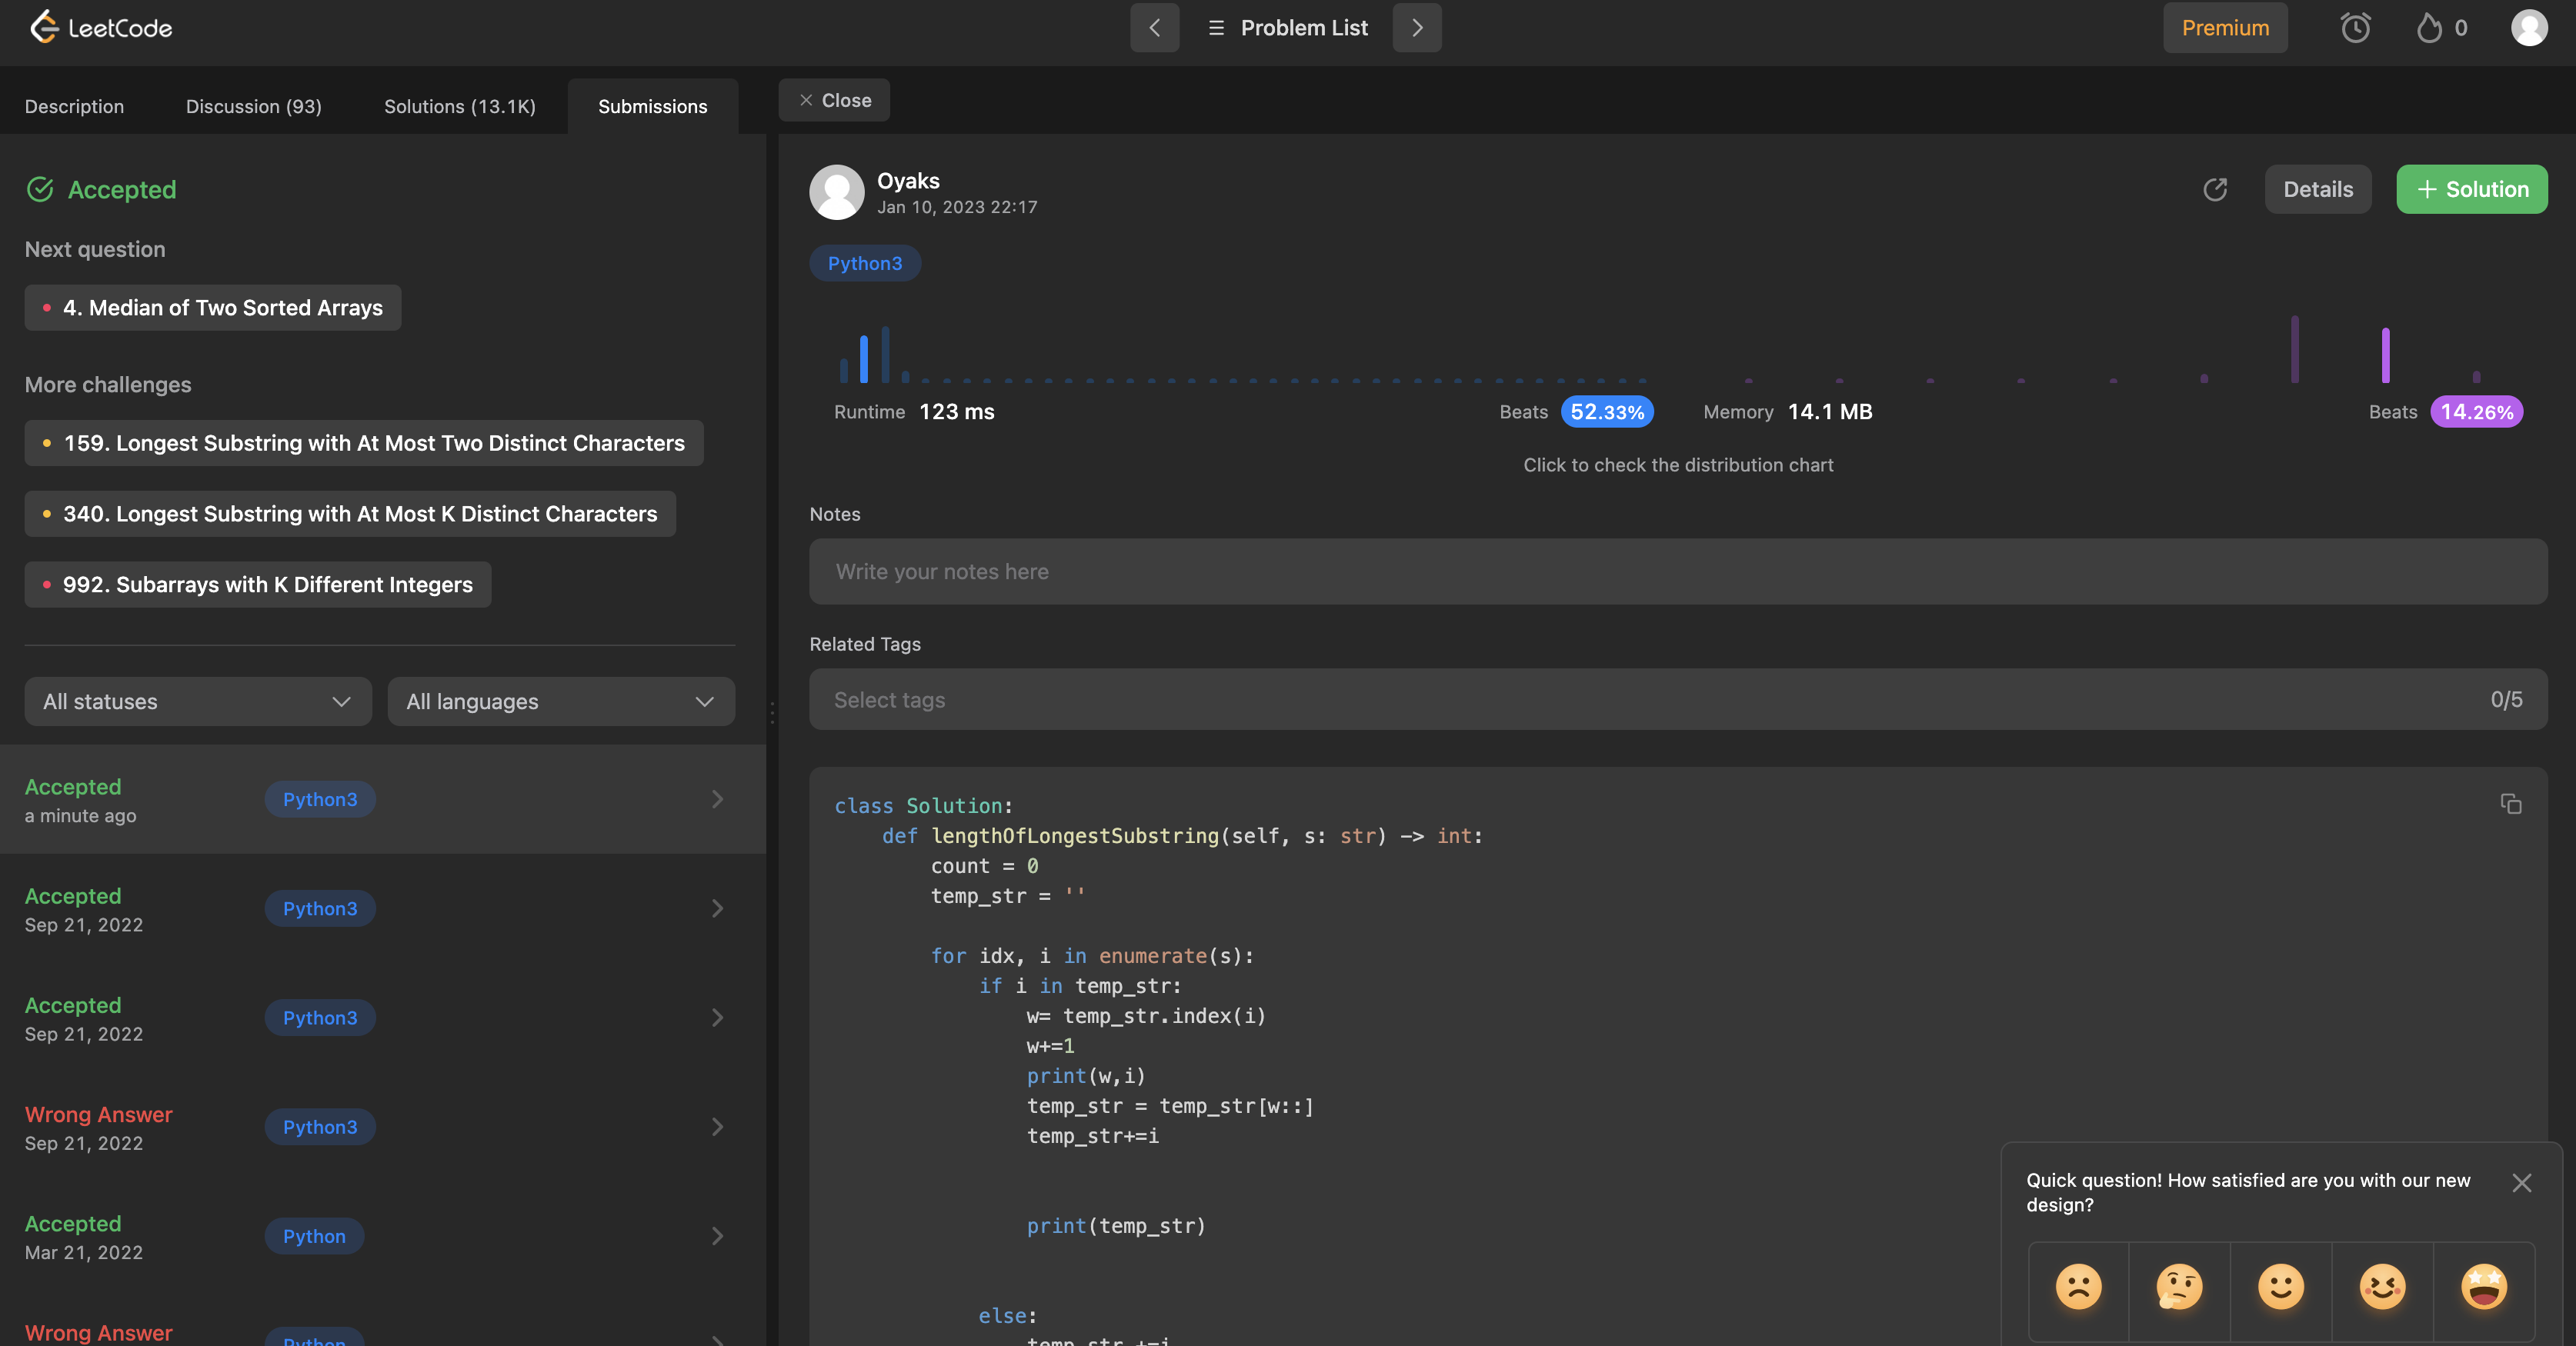 LeetCode
Problem List
Premium
0
Description
Discussion (93)
Solutions (13.1K)
Submissions
Close
Accepted
Next question
4. Median of Two Sorted Arrays
More challenges
159. Longest Substring with At Most Two Distinct Characters
340. Longest Substring with At Most K Distinct Characters
992. Subarrays with K Different Integers
All statuses
All languages
Accepted
a minute ago
Python3
Accepted
Sep 21, 2022
Python3
Accepted
Sep 21, 2022
Python3
Wrong Answer
Sep 21, 2022
Python3
Accepted
Mar 21, 2022
Python
Wrong Answer
Python
Oyaks
Jan 10, 2023 22:17
Details
+ Solution
Python3
Runtime 123 ms
Beats 52.33%
Memory 14.1 MB
Beats 14.26%
Click to check the distribution chart
Notes
Write your notes here
Related Tags
Select tags
0/5
class Solution:
    def lengthOfLongestSubstring(self, s: str) -> int:
        count = 0
        temp_str = ''
        for idx, i in enumerate(s):
            if i in temp_str:
                w= temp_str.index(i)
                w+=1
                print(w,i)
                temp_str = temp_str[w::]
                temp_str+=i
                print(temp_str)
            else:
                temp_str +=i
Quick question! How satisfied are you with our new
design?